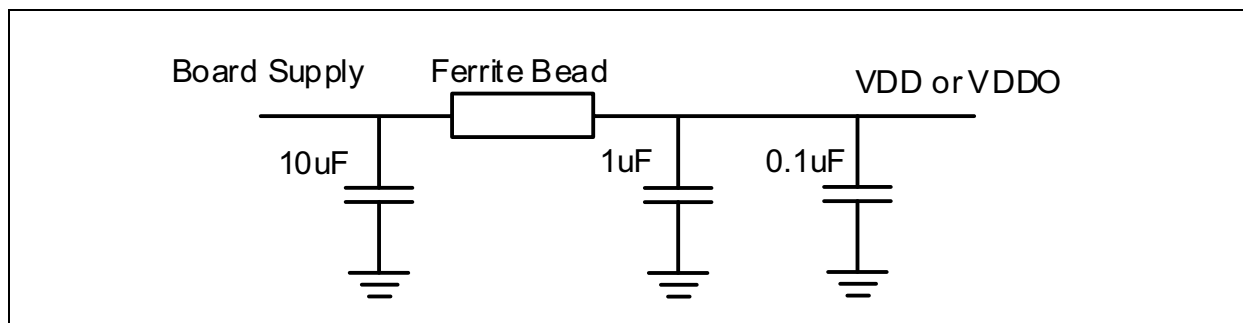 Board Supply
Ferrite Bead
VDD or VDDO
10uF
1uF
0.1uF